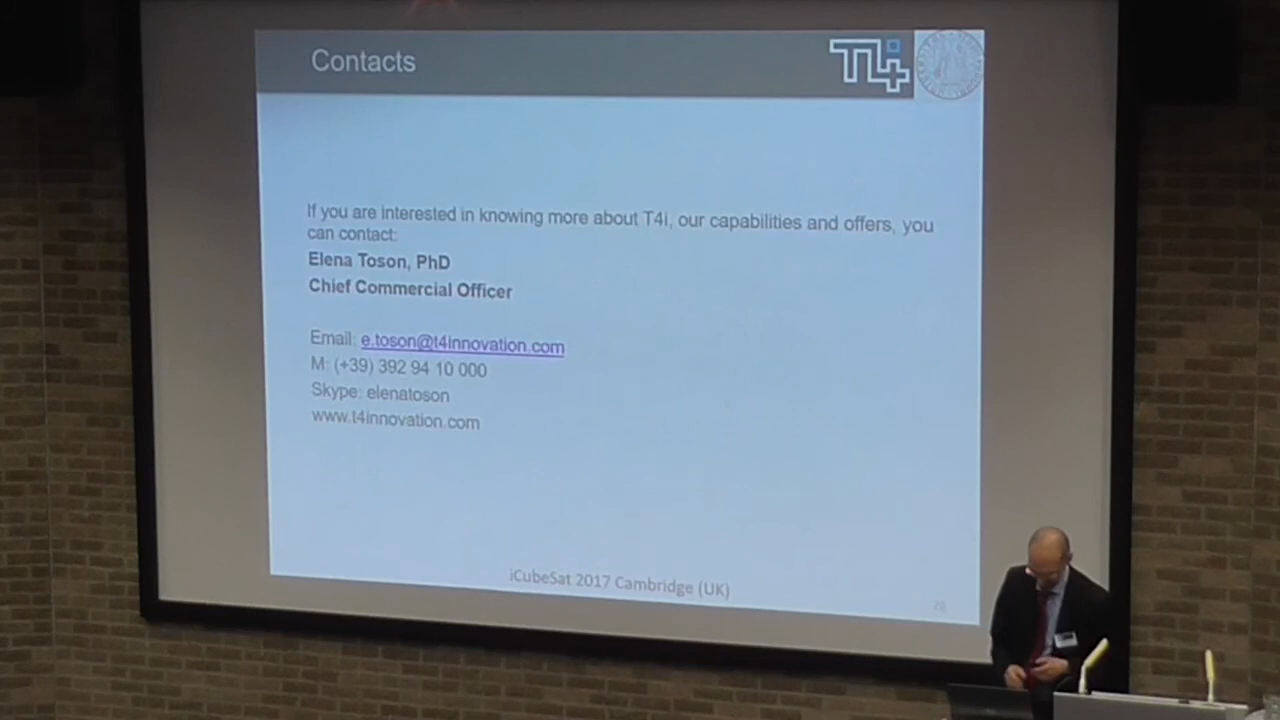 Contacts
T4i
If you are interested in knowing more about T4i, our capabilities and offers, you
can contact:
Elena Toson, PhD
Chief Commercial Officer
Email: e.toson@t4innovation.com
M: (+39) 392 94 10 000
Skype: elenatoson
www.t4innovation.com
iCubeSat 2017 Cambridge (UK)